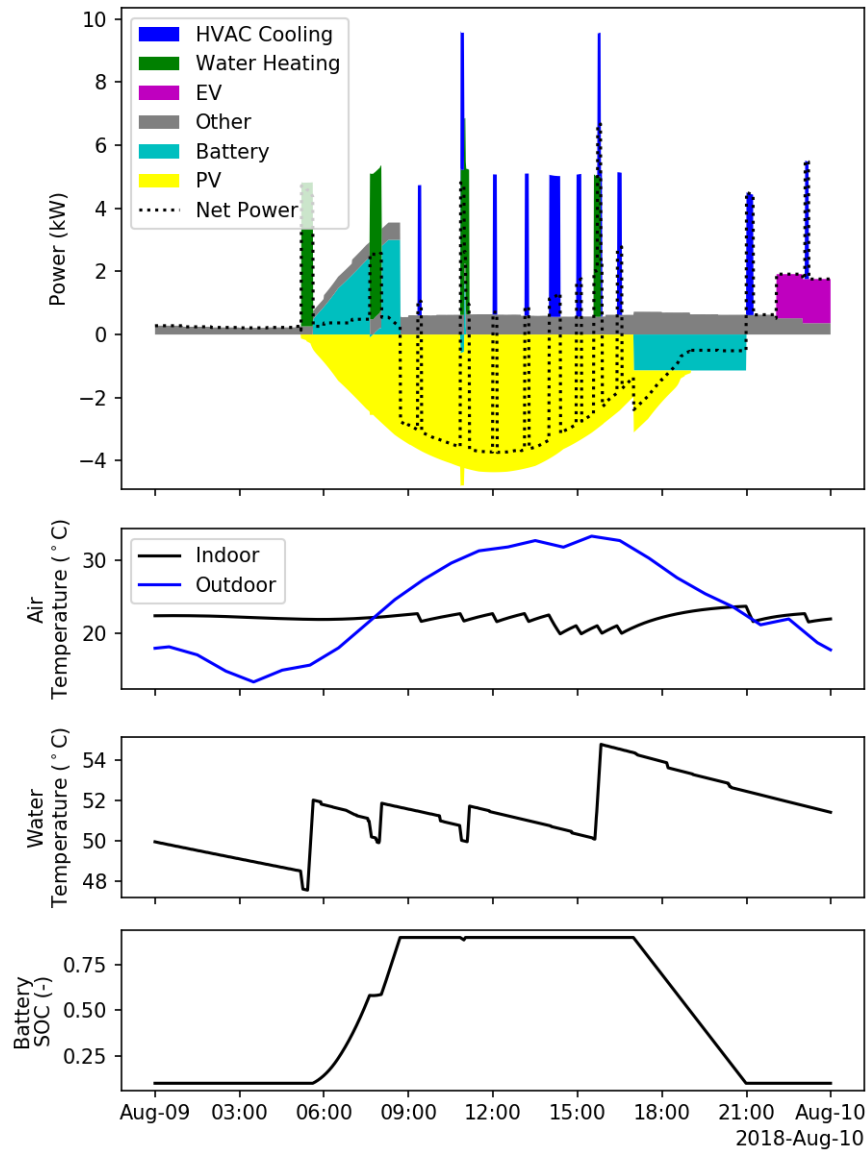 10
8
6
4
2
0
−2
−4
Power (kW)
HVAC Cooling
Water Heating
EV
Other
Battery
PV
Net Power
30
20
Air
Temperature (°C)
Indoor
Outdoor
54
52
50
48
Water
Temperature (°C)
0.75
0.50
0.25
Battery
SOC (-)
Aug-09 03:00 06:00 09:00 12:00 15:00 18:00 21:00 Aug-10
2018-Aug-10